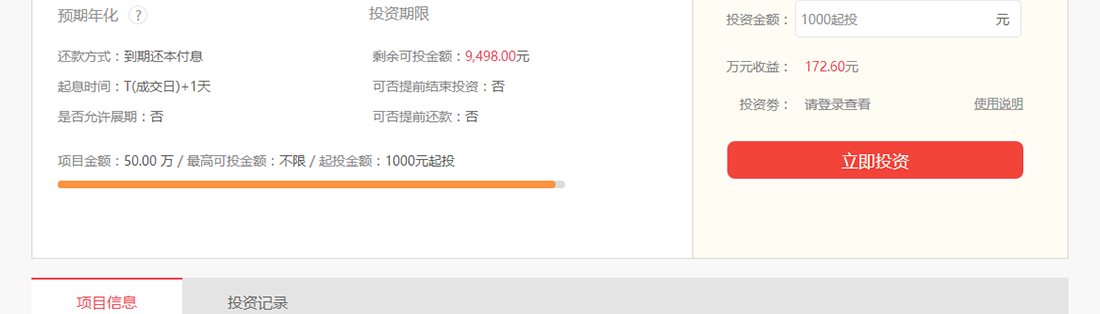 预期年化 ?
投资期限
还款方式：到期还本付息
剩余可投金额：9,498.00元
起息时间：T(成交日)+1天
可否提前结束投资：否
是否允许展期：否
可否提前还款：否
项目金额：50.00 万 / 最高可投金额：不限 / 起投金额：1000元起投
投资金额： 1000起投 元
万元收益： 172.60元
投资劵： 请登录查看 使用说明
立即投资
项目信息 投资记录